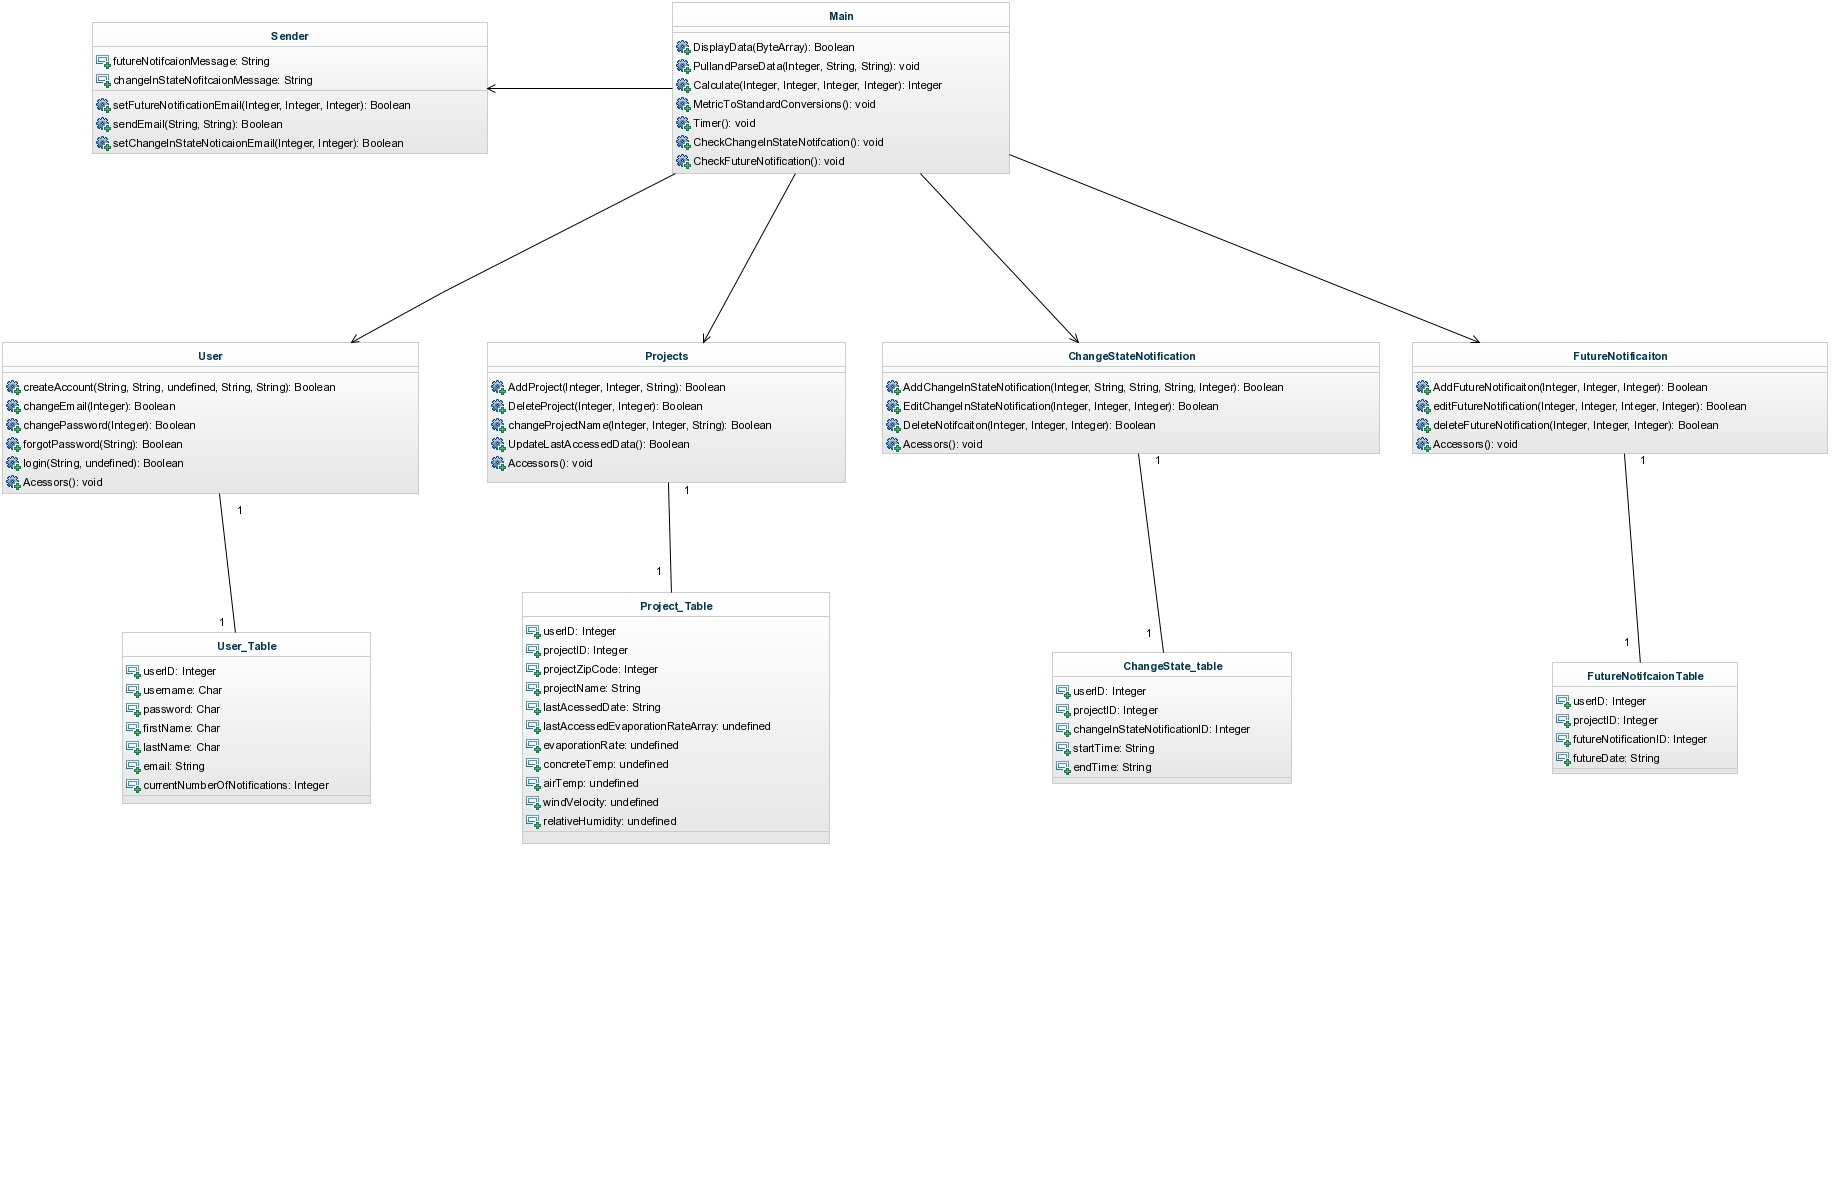 Main
DisplayData(ByteArray): Boolean
PullandParseData(Integer, String, String): void
Calculate(Integer, Integer, Integer, Integer): Integer
MetricToStandardConversions(): void
Timer(): void
CheckChangeInStateNotifcation(): void
CheckFutureNotification(): void
Sender
futureNotifcaionMessage: String
changeInStateNofitcaionMessage: String
setFutureNotificationEmail(Integer, Integer, Integer): Boolean
sendEmail(String, String): Boolean
setChangeInStateNoticaionEmail(Integer, Integer): Boolean
User
createAccount(String, String, undefined, String, String): Boolean
changeEmail(Integer): Boolean
changePassword(Integer): Boolean
forgotPassword(String): Boolean
login(String, undefined): Boolean
Acessors(): void
1
1
Projects
AddProject(Integer, Integer, String): Boolean
DeleteProject(Integer, Integer): Boolean
changeProjectName(Integer, Integer, String): Boolean
UpdateLastAccessedData(): Boolean
Accessors(): void
1
1
ChangeStateNotification
AddChangeInStateNotification(Integer, String, String, String, Integer): Boolean
EditChangeInStateNotification(Integer, Integer, Integer): Boolean
DeleteNotifcaiton(Integer, Integer, Integer): Boolean
Acessors(): void
1
1
FutureNotificaiton
AddFutureNotificaiton(Integer, Integer, Integer): Boolean
editFutureNotification(Integer, Integer, Integer, Integer): Boolean
deleteFutureNotification(Integer, Integer, Integer): Boolean
Accessors(): void
1
1
User_Table
userID: Integer
username: Char
password: Char
firstName: Char
lastName: Char
email: String
currentNumberOfNotifications: Integer
Project_Table
userID: Integer
projectID: Integer
projectZipCode: Integer
projectName: String
lastAcessedDate: String
lastAccessedEvaporationRateArray: undefined
evaporationRate: undefined
concreteTemp: undefined
airTemp: undefined
windVelocity: undefined
relativeHumidity: undefined
ChangeState_table
userID: Integer
projectID: Integer
changeInStateNotificationID: Integer
startTime: String
endTime: String
FutureNotifcaionTable
userID: Integer
projectID: Integer
futureNotificationID: Integer
futureDate: String